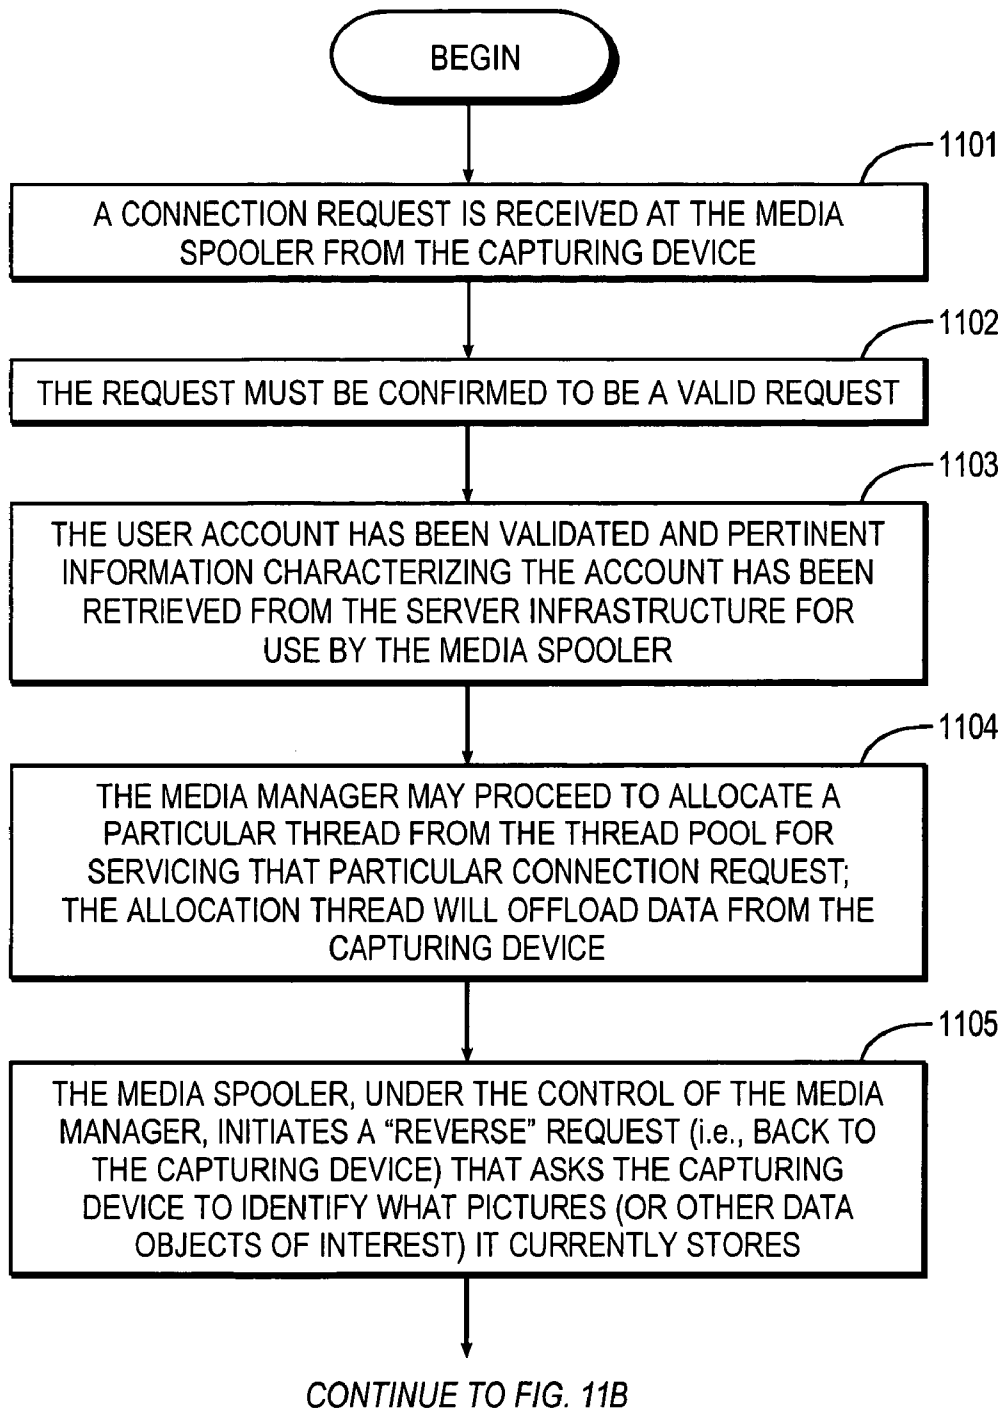 BEGIN
1101
A CONNECTION REQUEST IS RECEIVED AT THE MEDIA
SPOOLER FROM THE CAPTURING DEVICE
1102
THE REQUEST MUST BE CONFIRMED TO BE A VALID REQUEST
1103
THE USER ACCOUNT HAS BEEN VALIDATED AND PERTINENT
INFORMATION CHARACTERIZING THE ACCOUNT HAS BEEN
RETRIEVED FROM THE SERVER INFRASTRUCTURE FOR
USE BY THE MEDIA SPOOLER
1104
THE MEDIA MANAGER MAY PROCEED TO ALLOCATE A
PARTICULAR THREAD FROM THE THREAD POOL FOR
SERVICING THAT PARTICULAR CONNECTION REQUEST;
THE ALLOCATION THREAD WILL OFFLOAD DATA FROM THE
CAPTURING DEVICE
1105
THE MEDIA SPOOLER, UNDER THE CONTROL OF THE MEDIA
MANAGER, INITIATES A “REVERSE” REQUEST (i.e., BACK TO
THE CAPTURING DEVICE) THAT ASKS THE CAPTURING
DEVICE TO IDENTIFY WHAT PICTURES (OR OTHER DATA
OBJECTS OF INTEREST) IT CURRENTLY STORES
CONTINUE TO FIG. 11B